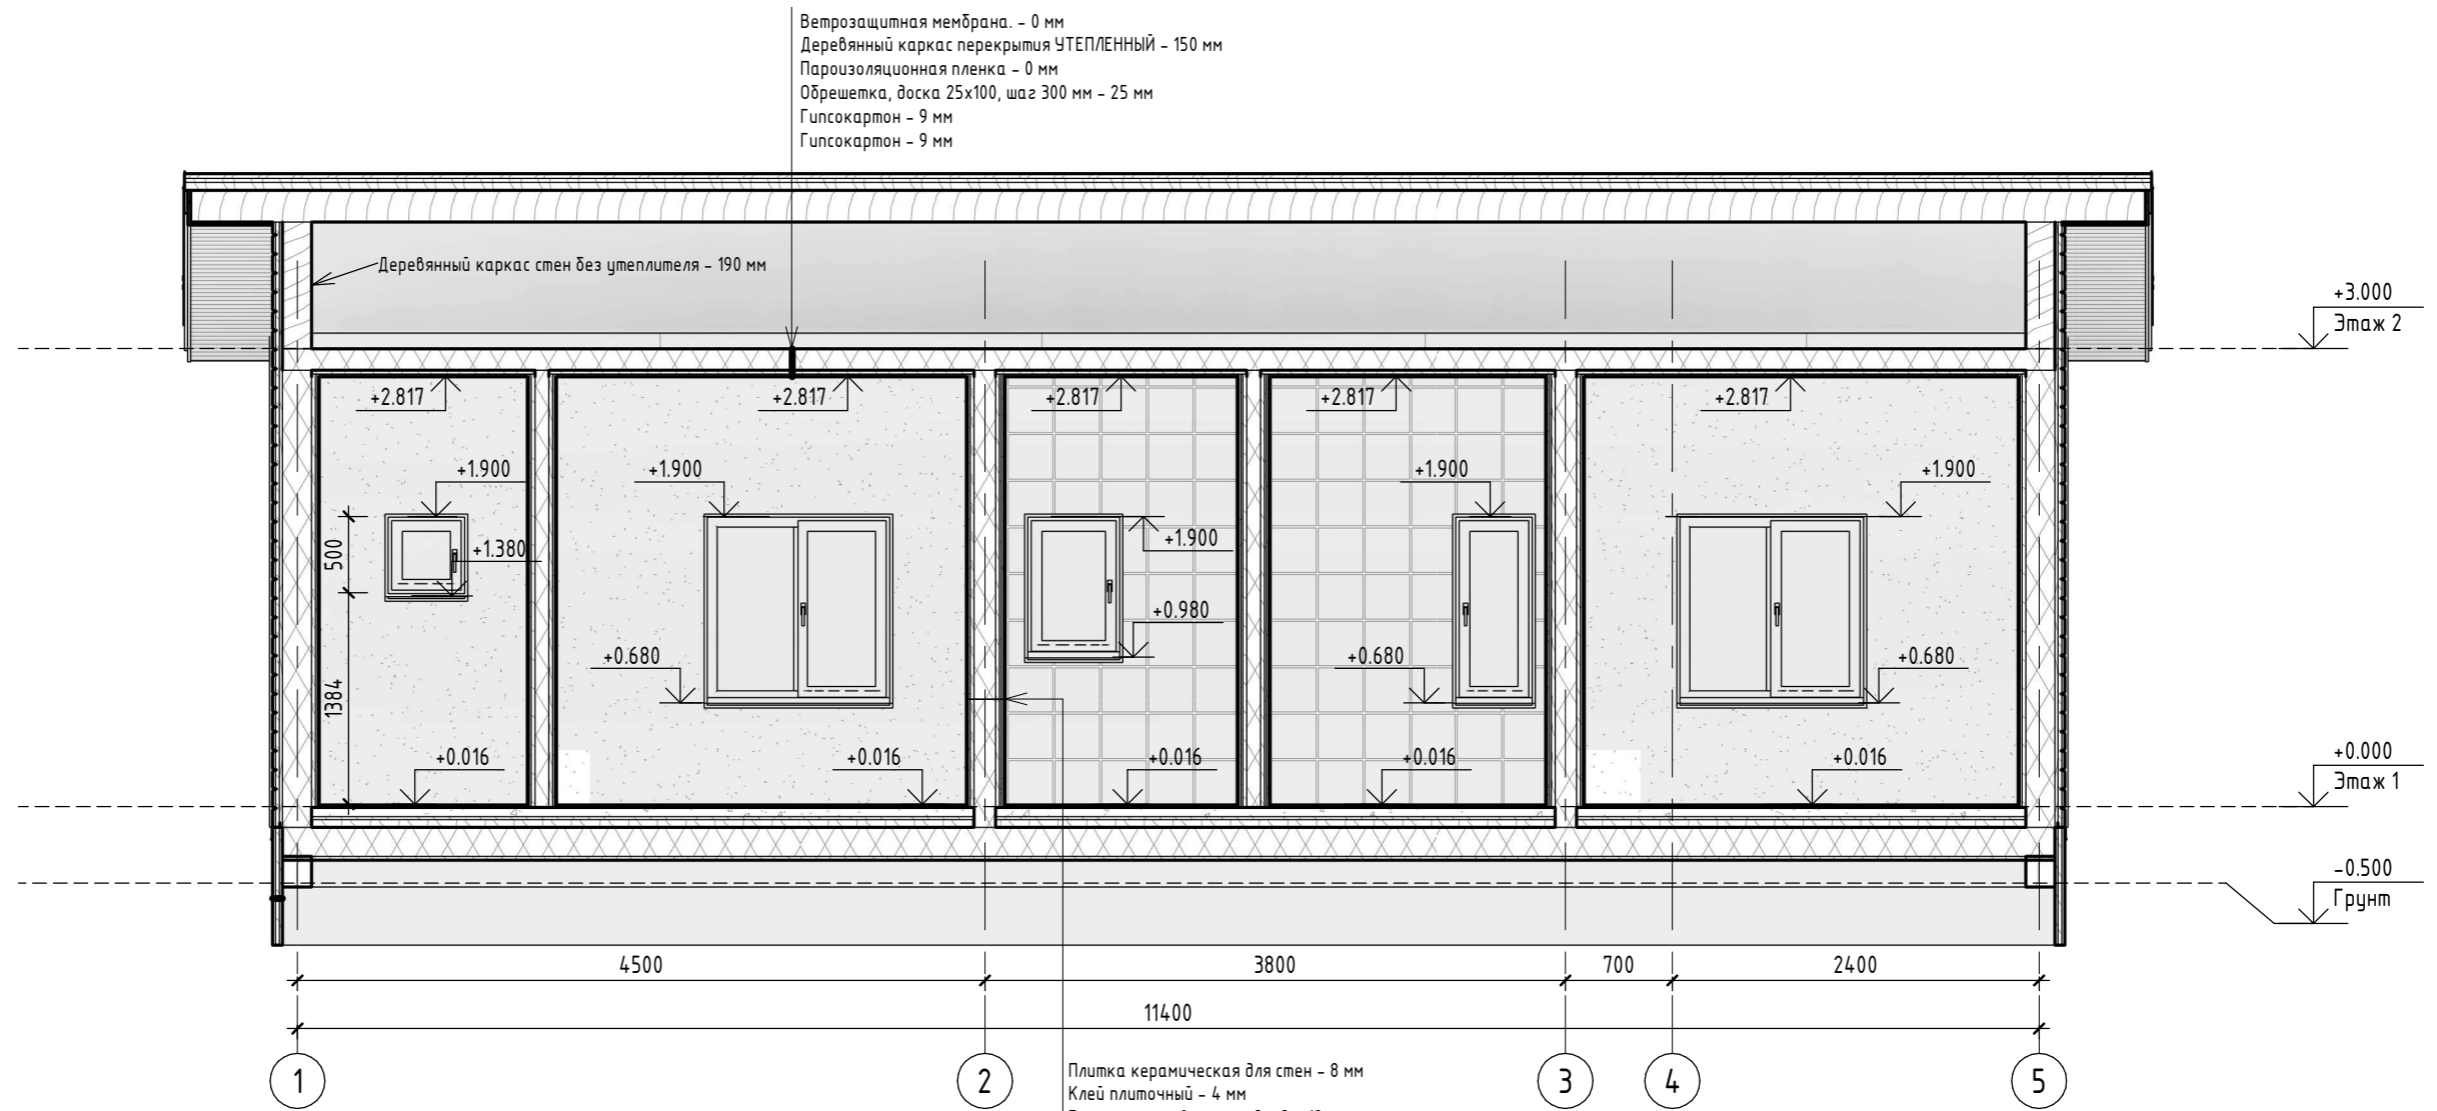 Ветрозащитная мембрана. - 0 мм
Деревянный каркас перекрытия УТЕПЛЕННЫЙ - 150 мм
Пароизоляционная пленка - 0 мм
Обрешетка, доска 25х100, шаг 300 мм - 25 мм
Гипсокартон - 9 мм
Гипсокартон - 9 мм
Деревянный каркас стен без утеплителя - 190 мм
+3.000
Этаж 2
+2.817
+2.817
+2.817
+2.817
+2.817
+1.900
+1.900
+1.900
+1.900
+1.900
500
+1.380
1384
+0.980
+0.680
+0.680
+0.680
+0.016
+0.016
+0.016
+0.016
+0.016
+0.000
Этаж 1
-0.500
Грунт
4500
3800
700
2400
11400
1
2
3
4
5
Плитка керамическая для стен - 8 мм
Клей плиточный - 4 мм